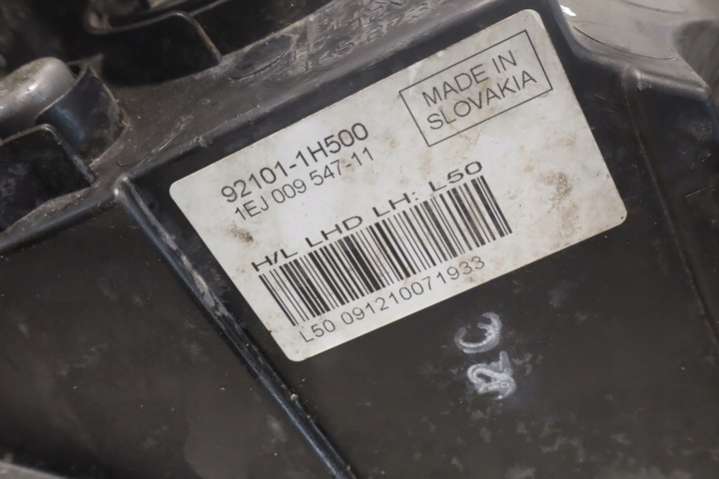 MADE IN
SLOVAKIA
92101-1H500
1EJ 009 547-11
H/L LHD LH: L50
L50 091210071933